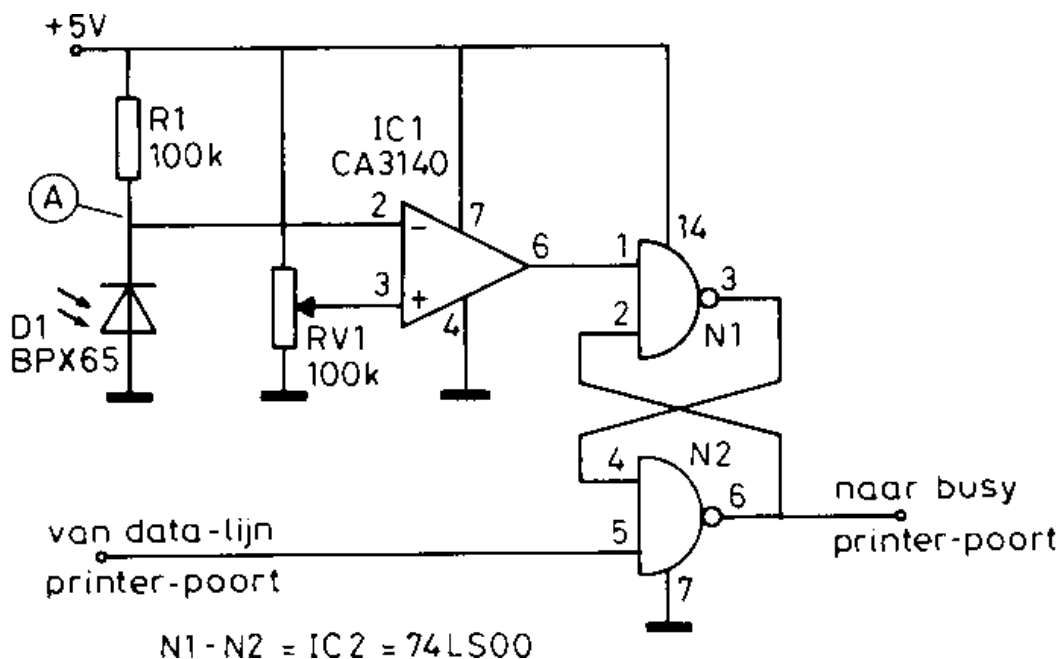 +5V
R1
100k
A
IC1
CA3140
2
-
7
3
+
4
6
D1
BPX65
RV1
100k
1
14
3
2
N1
4
N2
6
5
7
van data-lijn
printer-poort
naar busy
printer-poort
N1-N2 = IC2 = 74LS00